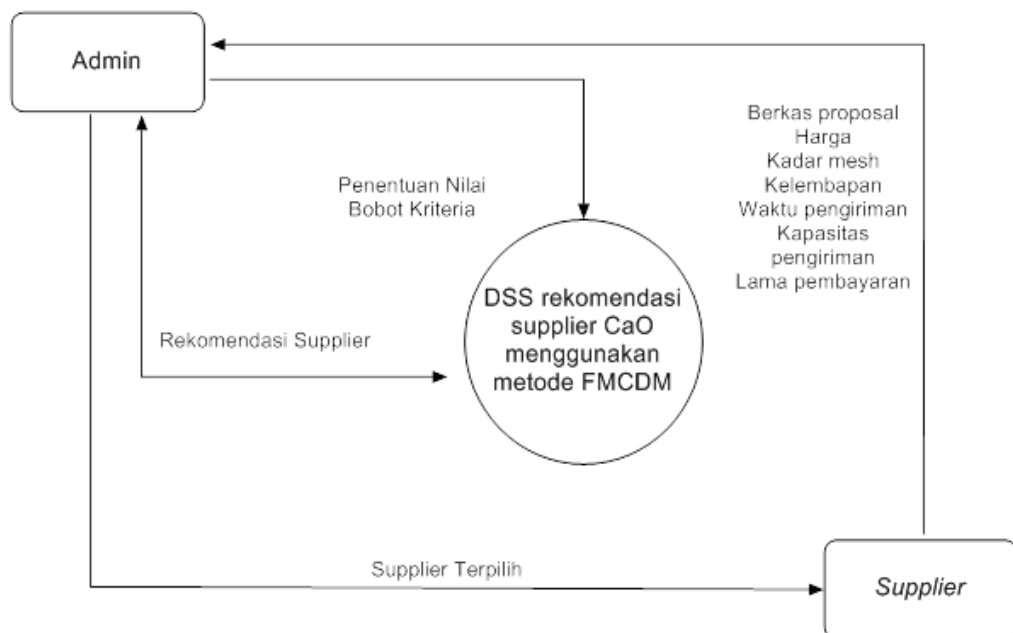 Admin
Berkas proposal
Harga
Kadar mesh
Kelembapan
Waktu pengiriman
Kapasitas
pengiriman
Lama pembayaran
Penentuan Nilai
Bobot Kriteria
DSS rekomendasi
supplier CaO
menggunakan
metode FMCDM
Rekomendasi Supplier
Supplier Terpilih
Supplier